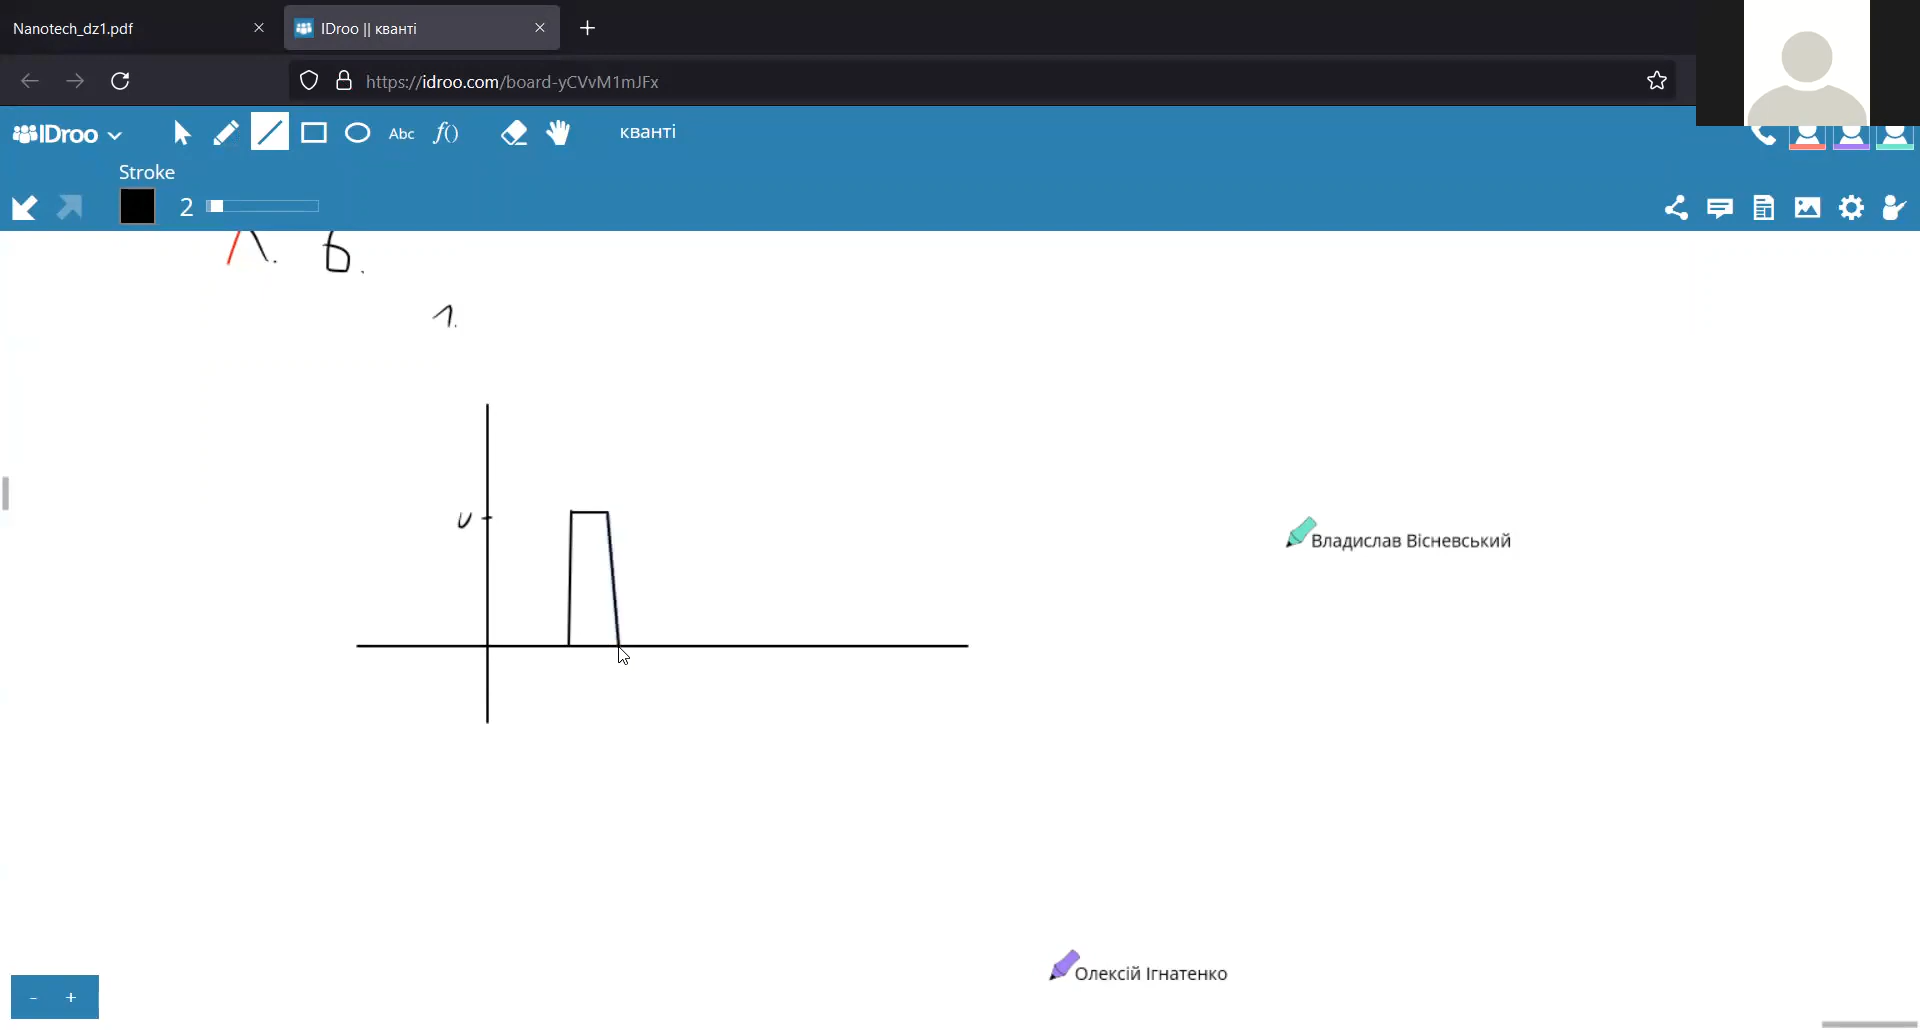 Nanotech_dz1.pdf
IDroo || кванті
https://idroo.com/board-yCVvM1mJFx
IDroo
Abc
f()
кванті
Stroke
2
1.
U
Владислав Вісневський
Олексій Ігнатенко
- +